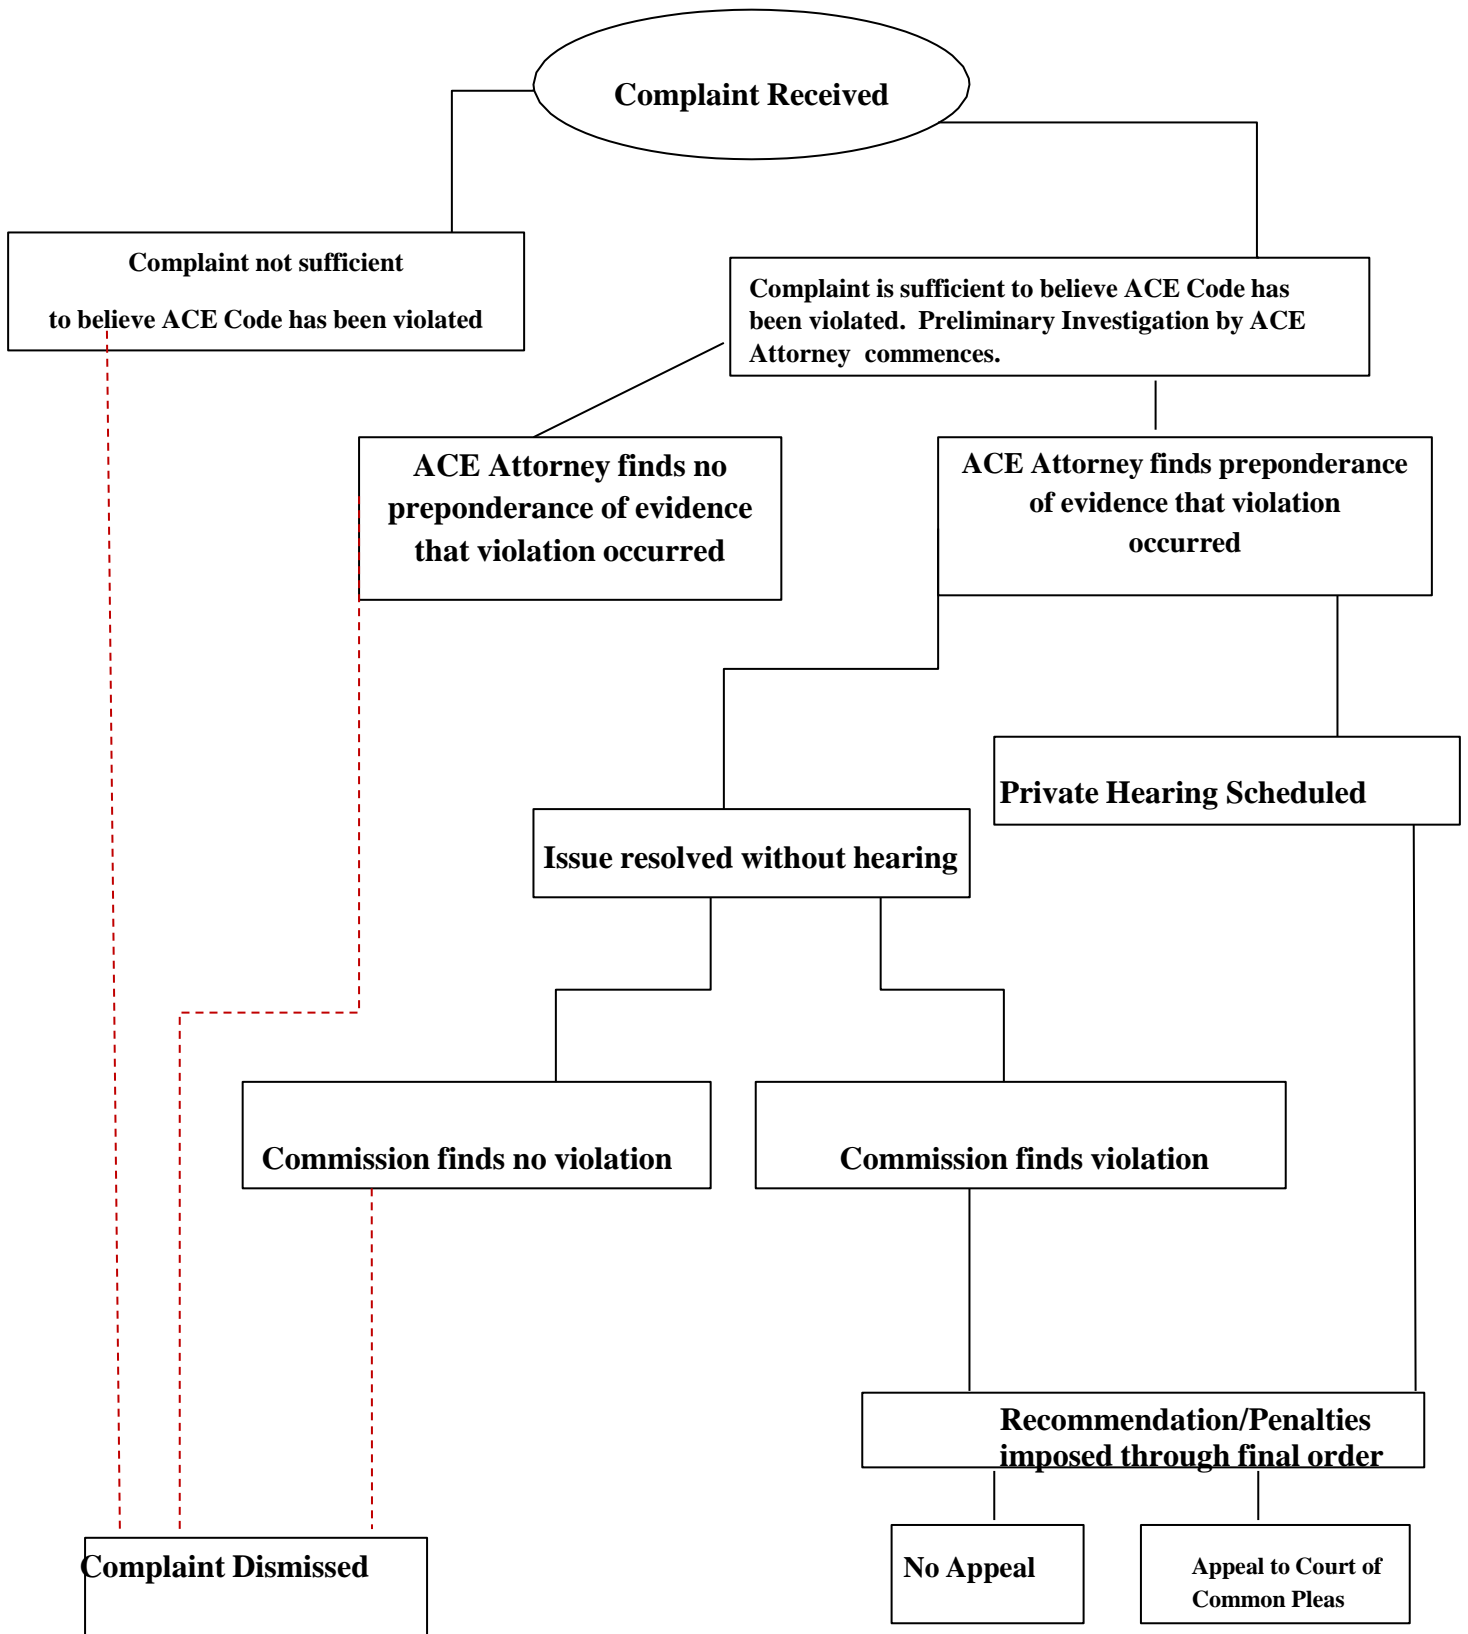 Complaint Received
Complaint not sufficient
to believe ACE Code has been violated
Complaint is sufficient to believe ACE Code has
been violated.  Preliminary Investigation by ACE
Attorney  commences.
ACE Attorney finds no
preponderance of evidence
that violation occurred
ACE Attorney finds preponderance
of evidence that violation
occurred
Private Hearing Scheduled
Issue resolved without hearing
Commission finds no violation
Commission finds violation
Recommendation/Penalties
imposed through final order
Complaint Dismissed
No Appeal
Appeal to Court of
Common Pleas